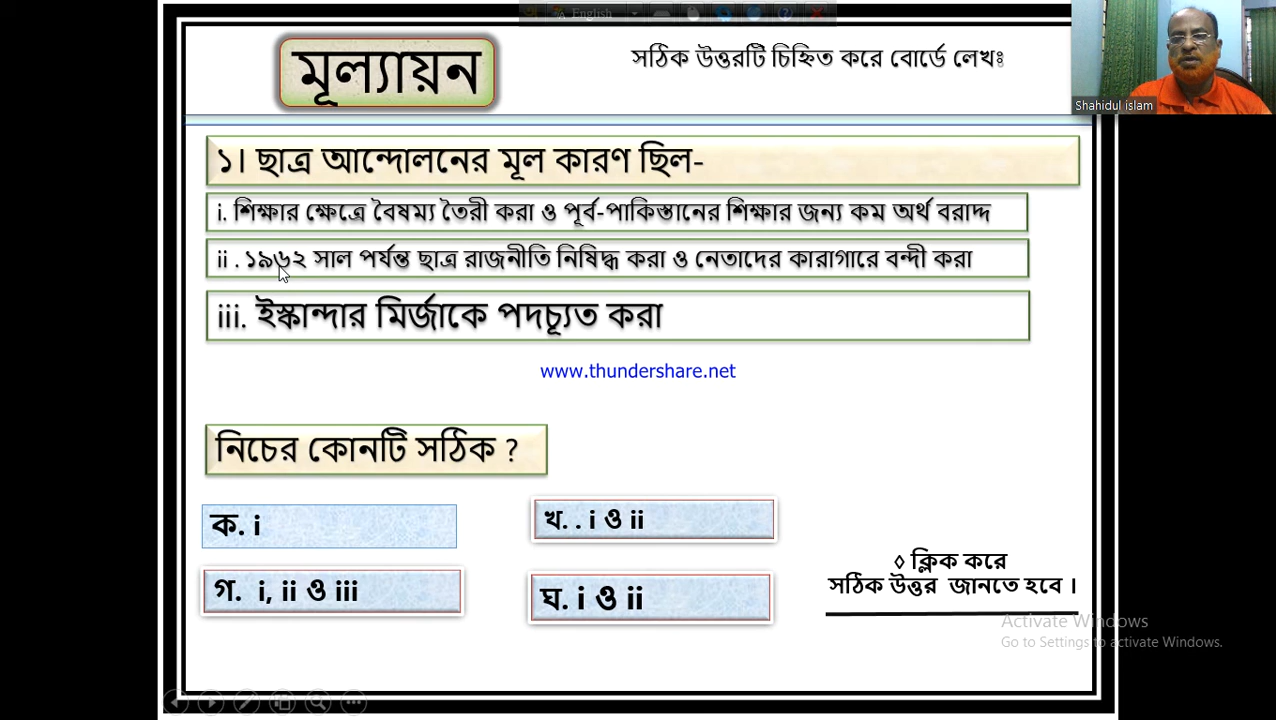 English
মূল্যায়ন
সঠিক উত্তরটি চিহ্নিত করে বোর্ডে লেখঃ
Shahidul islam
১। ছাত্র আন্দোলনের মূল কারণ ছিল-
i. শিক্ষার ক্ষেত্রে বৈষম্য তৈরী করা ও পূর্ব-পাকিস্তানের শিক্ষার জন্য কম অর্থ বরাদ্দ
ii . ১৯৬২ সাল পর্যন্ত ছাত্র রাজনীতি নিষিদ্ধ করা ও নেতাদের কারাগারে বন্দী করা
iii. ইস্কান্দার মির্জাকে পদচ্যূত করা
www.thundershare.net
নিচের কোনটি সঠিক ?
ক. i
খ. . i ও ii
গ. i, ii ও iii
ঘ. i ও ii
◊ ক্লিক করে
সঠিক উত্তর জানতে হবে ।
Activate Windows
Go to Settings to activate Windows.